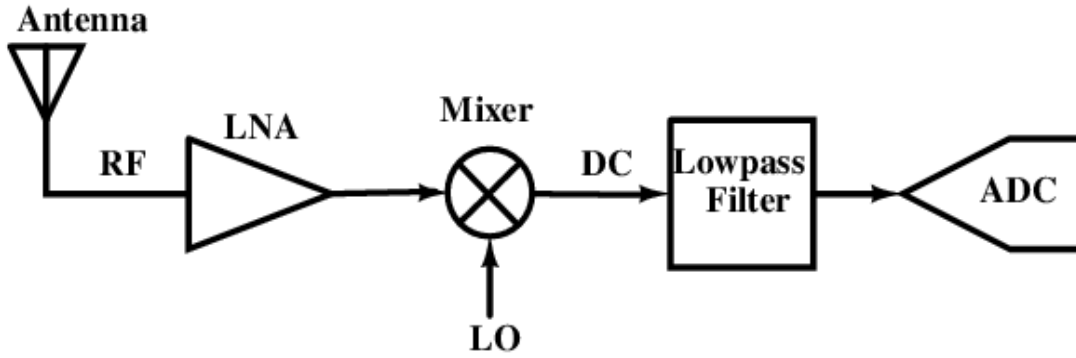 Antenna
RF
LNA
Mixer
LO
DC
Lowpass
Filter
ADC